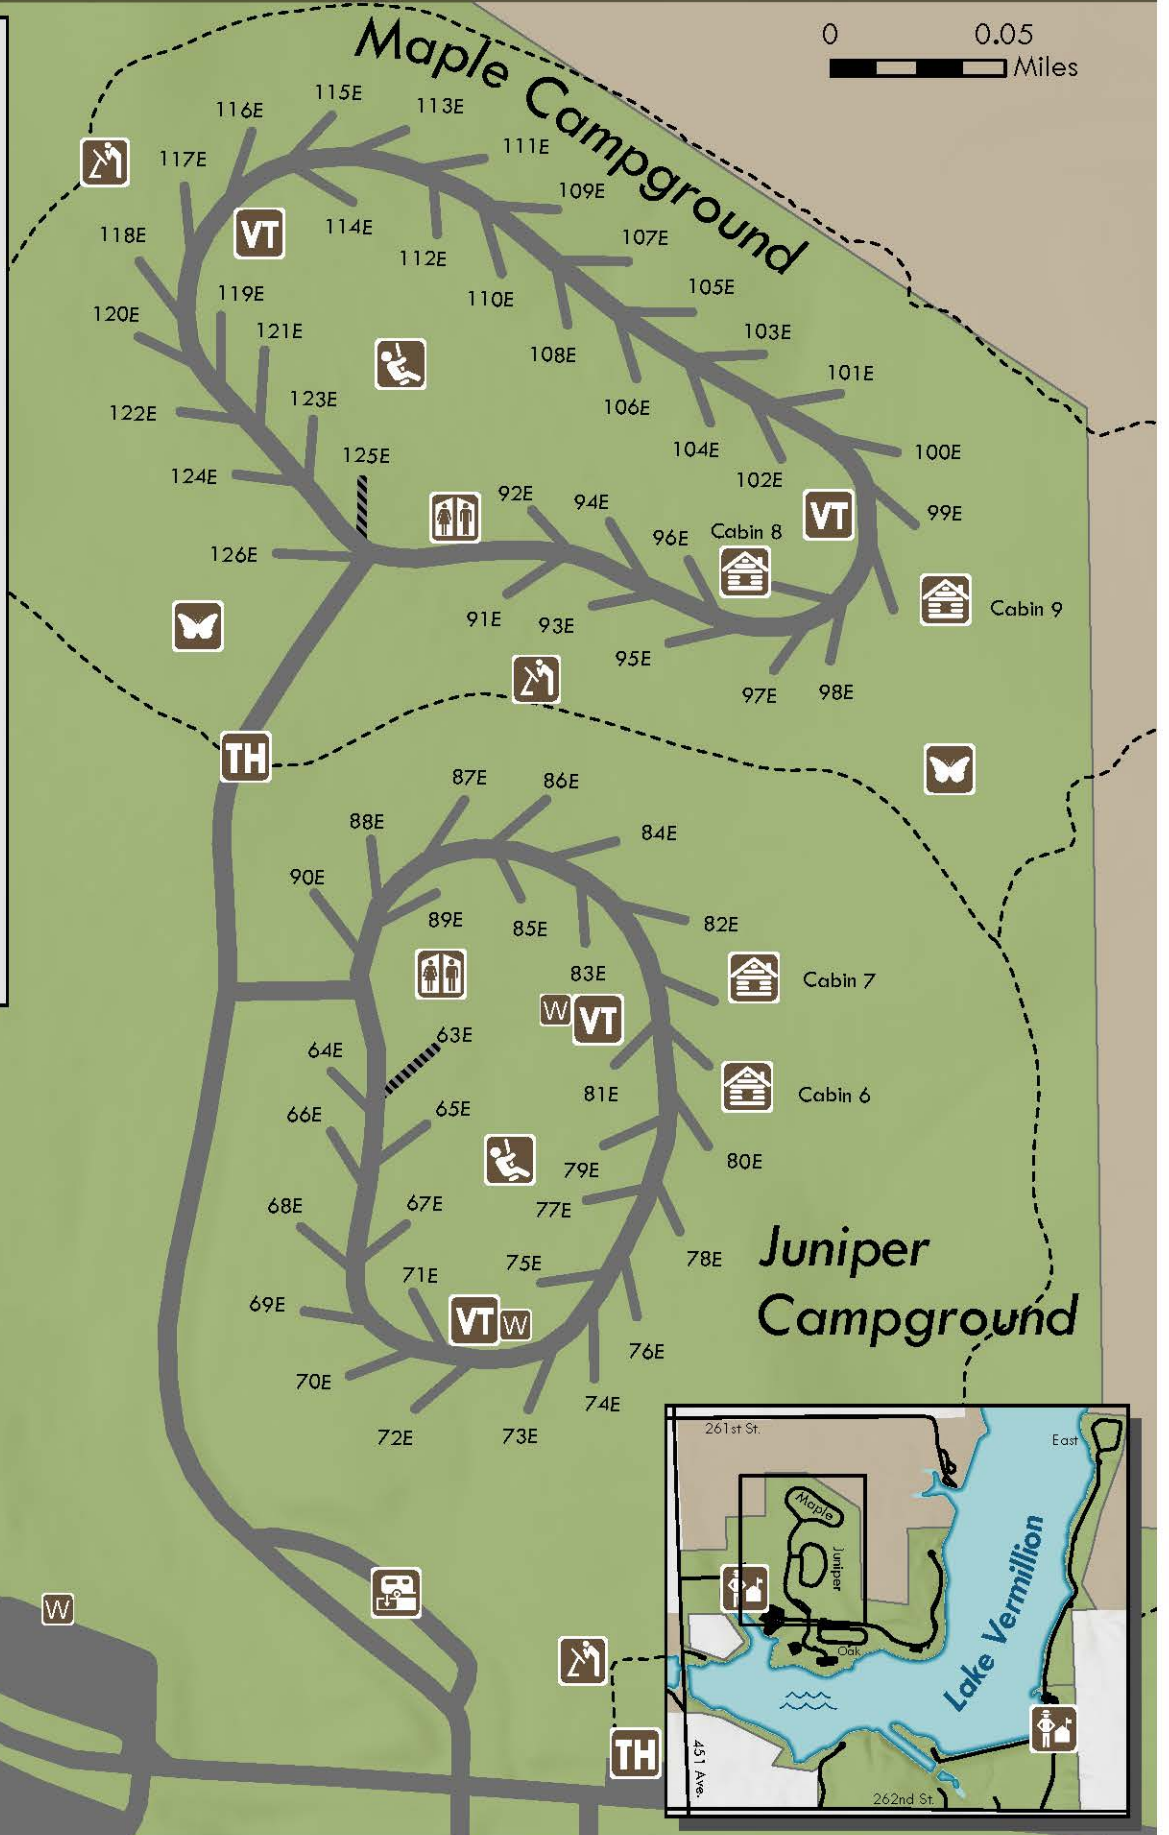 0 0.05
Miles
Maple Campground
115E
113E
116E
111E
117E
109E
114E
118E
107E
112E
119E
105E
110E
120E
121E
103E
108E
101E
123E
106E
122E
104E
100E
125E
124E
102E
92E
94E
99E
VT
VT
96E
Cabin 8
126E
Cabin 9
91E
93E
95E
97E
98E
TH
87E
86E
88E
84E
90E
89E
85E
82E
83E
Cabin 7
W
VT
63E
64E
81E
Cabin 6
65E
66E
80E
79E
67E
68E
77E
Juniper
Campground
78E
75E
71E
69E
VT
W
76E
70E
74E
72E
73E
261st St.
East
Maple
Juniper
Oak
Lake Vermillion
451 Ave.
262nd St.
W
TH